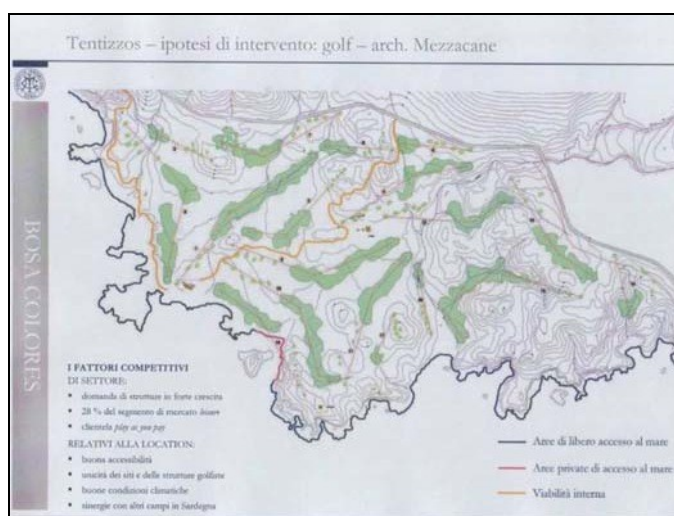 Tentizzos – ipotesi di intervento: golf – arch. Mezzacane
BOSA COLORES
I FATTORI COMPETITIVI
DI SETTORE:
▪ domanda di strutture in forte crescita
▪ 28 % del segmento di mercato leisure
▪ clientela play as you pay
RELATIVI ALLA LOCATION:
▪ buona accessibilità
▪ unicità dei siti e delle strutture golfiste
▪ buone condizioni climatiche
▪ sinergie con altri campi in Sardegna
Aree di libero accesso al mare
Aree private di accesso al mare
Viabilità interna